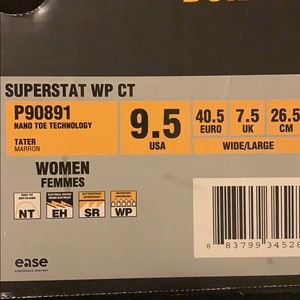 SUPERSTAT WP CT
P90891
NANO TOE TECHNOLOGY
TATER
MARRON
9.5
USA
40.5
EURO
7.5
UK
26.5
CM
WIDE/LARGE
WOMEN
FEMMES
NT
EH
SR
WP
8 83799 34528
ease